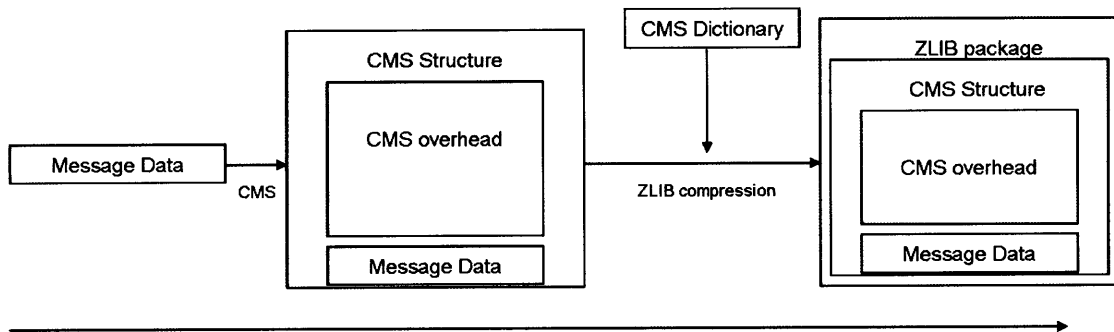 Message Data
CMS
CMS Structure
CMS overhead
Message Data
CMS Dictionary
ZLIB compression
ZLIB package
CMS Structure
CMS overhead
Message Data